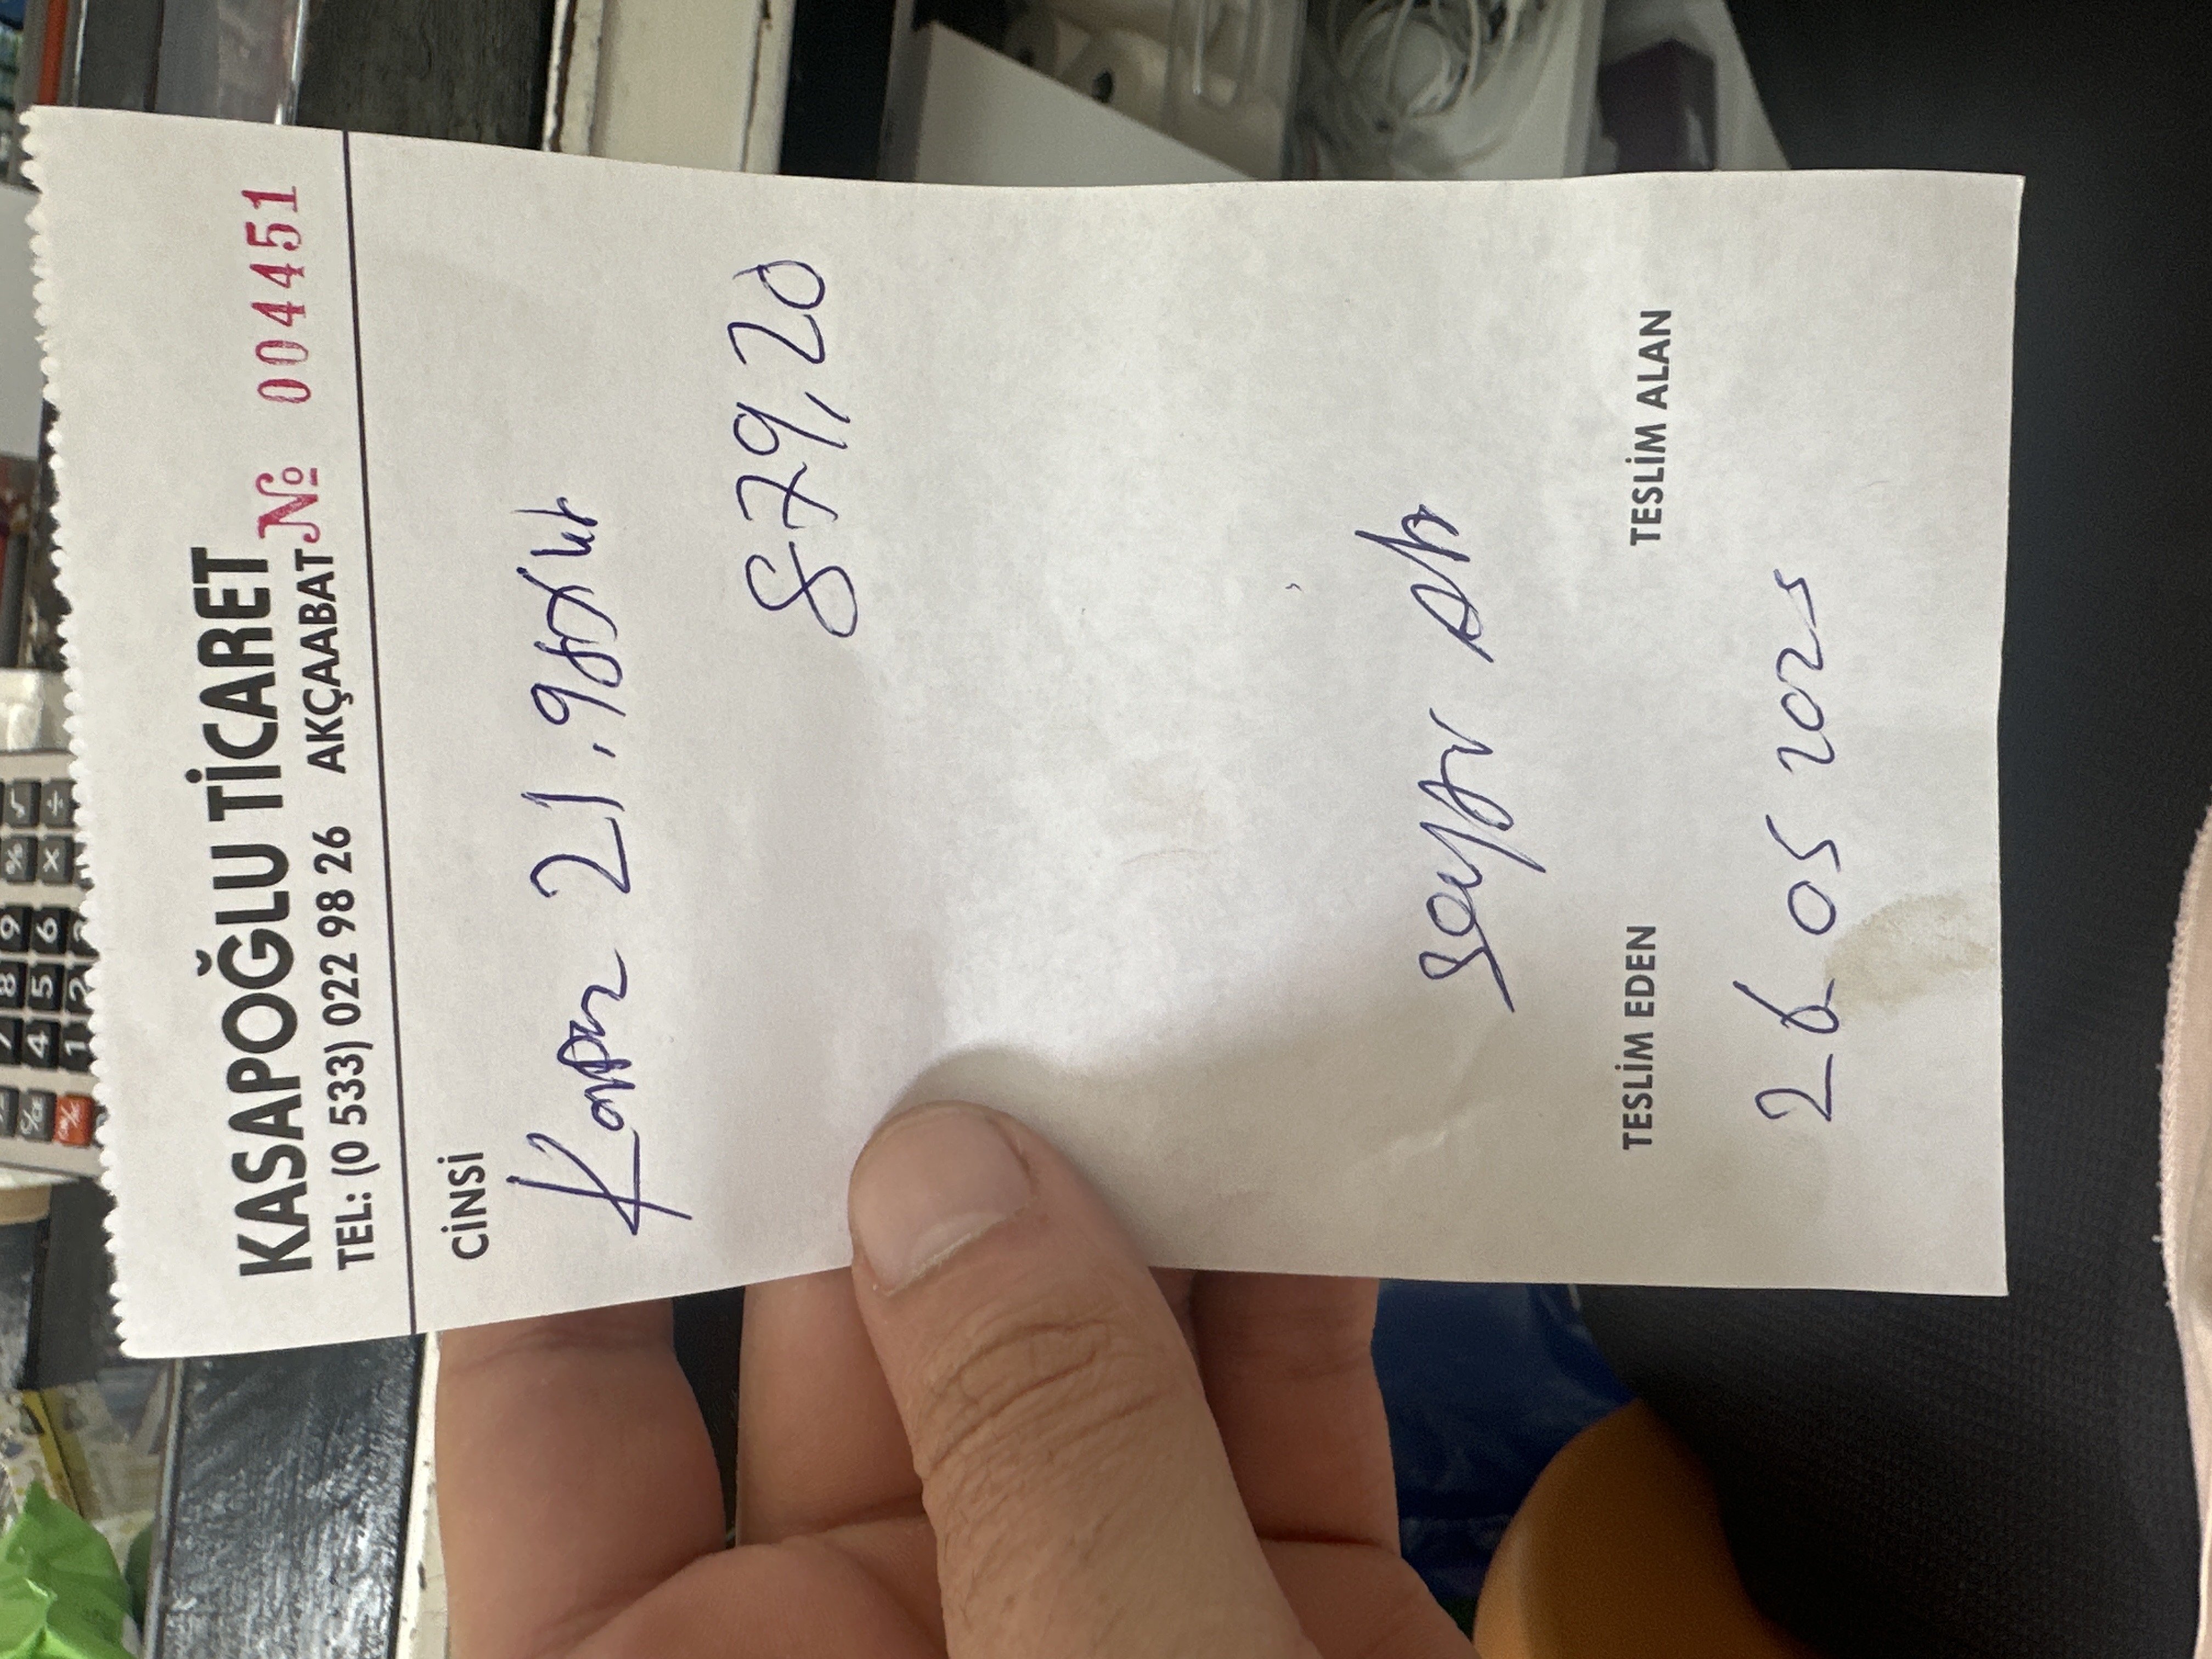 KASAPOĞLU TİCARET
TEL: (0 533) 022 98 26 AKÇAABAT № 004451
CİNSİ
21,980
879,20
TESLİM EDEN TESLİM ALAN
26 05 2025